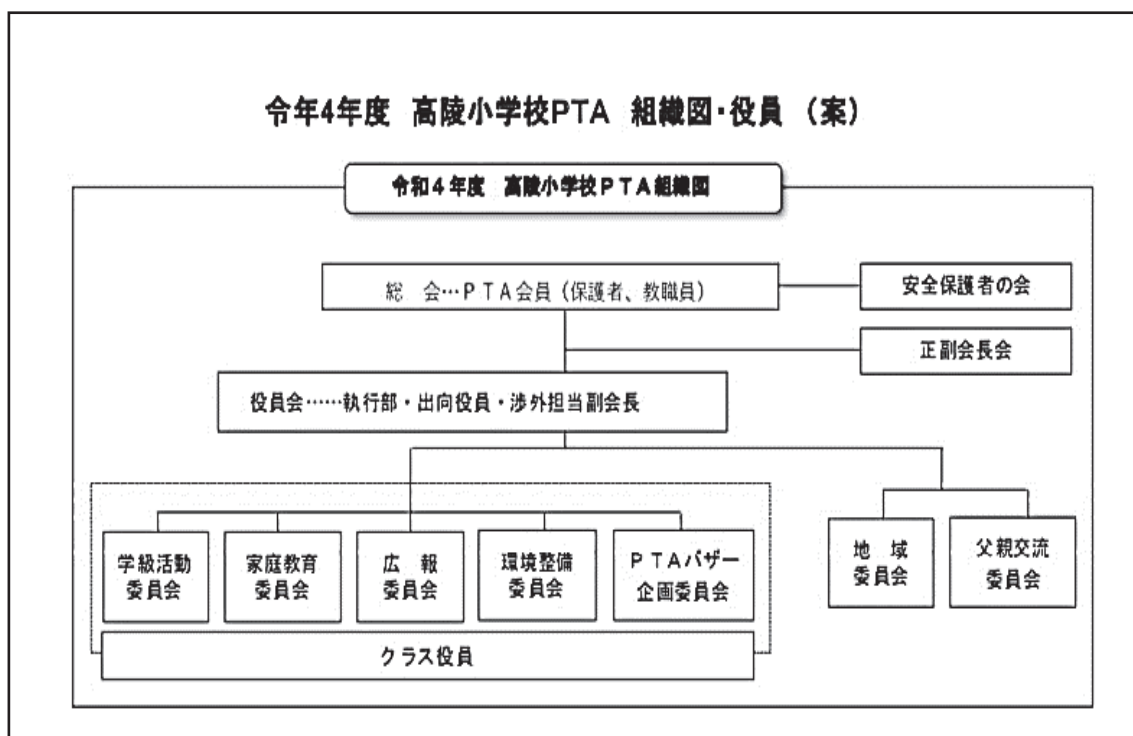 令年4年度 高陵小学校PTA 組織図・役員 （案）
令和４年度 高陵小学校ＰＴＡ組織図
総 会…ＰＴＡ会員（保護者、教職員）
安全保護者の会
正副会長会
役員会……執行部・出向役員・渉外担当副会長
学級活動
委員会
家庭教育
委員会
広 報
委員会
環境整備
委員会
ＰＴＡバザー
企画委員会
地 域
委員会
父親交流
委員会
クラス役員